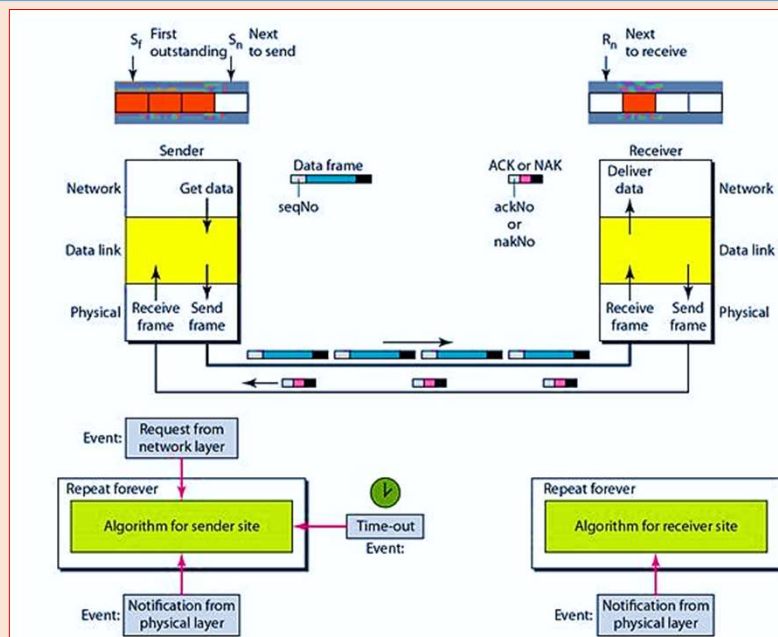 Sf First outstanding
Sn Next to send
Rn Next to receive
Sender
Receiver
Data frame
seqNo
ACK or NAK
ackNo
or
nakNo
Network
Get data
Deliver
data
Network
Data link
Data link
Physical
Receive
frame
Send
frame
Receive
frame
Send
frame
Physical
Event:
Request from
network layer
Repeat forever
Algorithm for sender site
Time-out
Event:
Event:
Notification from
physical layer
Repeat forever
Algorithm for receiver site
Event:
Notification from
physical layer